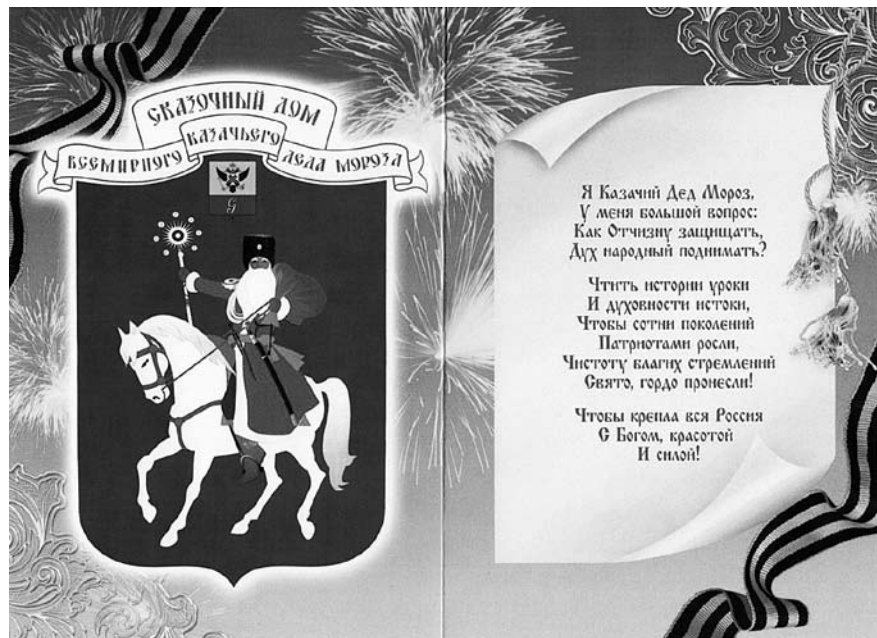 СКАЗОЧНЫЙ ДОМ
ВСЕМИРНОГО КАЗАЧЬЕГО ДЕДА МОРОЗА
Я Казачий Дед Мороз,
У меня большой вопрос:
Как Отчизну защищать,
Дух народный поднимать?
Чтить истории уроки
И духовности истоки,
Чтобы сотни поколений
Патриотами росли,
Чистоту благих стремлений
Свято, гордо пронесли!
Чтобы крепла вся Россия
С Богом, красотой
И силой!